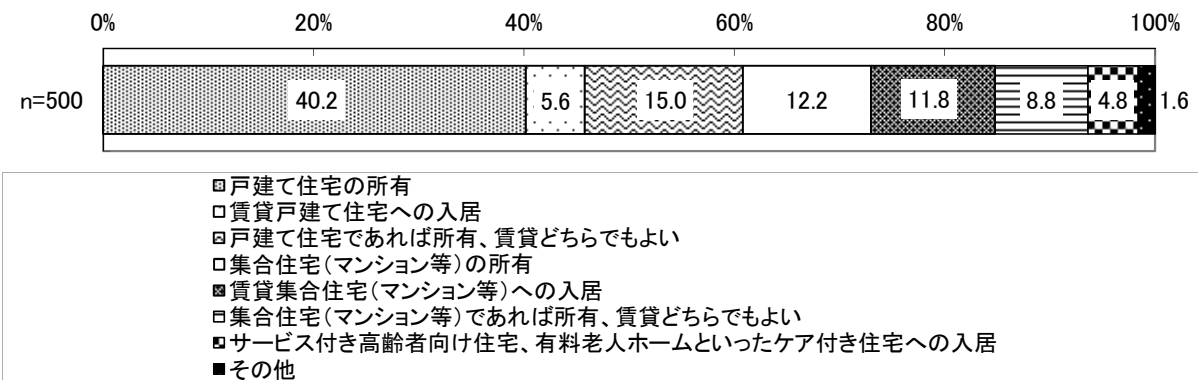 0% 20% 40% 60% 80% 100%
n=500 40.2 5.6 15.0 12.2 11.8 8.8 4.8 1.6
戸建て住宅の所有
賃貸戸建て住宅への入居
戸建て住宅であれば所有、賃貸どちらでもよい
集合住宅(マンション等)の所有
賃貸集合住宅(マンション等)への入居
集合住宅(マンション等)であれば所有、賃貸どちらでもよい
サービス付き高齢者向け住宅、有料老人ホームといったケア付き住宅への入居
その他